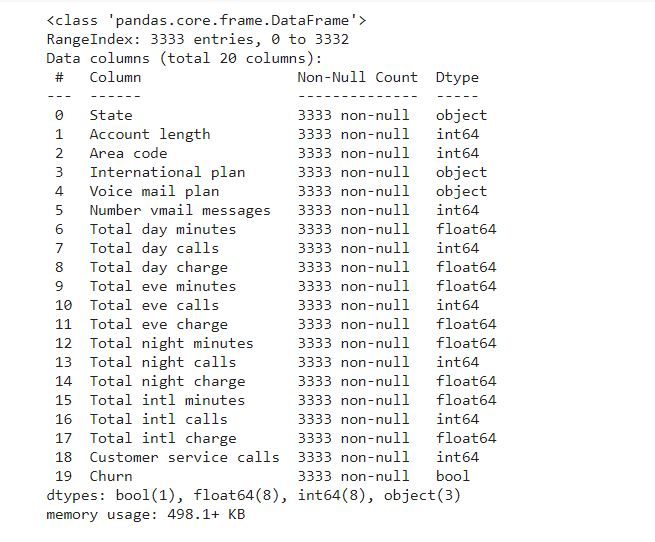 <class 'pandas.core.frame.DataFrame'>
RangeIndex: 3333 entries, 0 to 3332
Data columns (total 20 columns):
 #   Column                  Non-Null Count  Dtype
---  ------                  --------------  -----
 0   State                   3333 non-null   object
 1   Account length          3333 non-null   int64
 2   Area code               3333 non-null   int64
 3   International plan      3333 non-null   object
 4   Voice mail plan         3333 non-null   object
 5   Number vmail messages   3333 non-null   int64
 6   Total day minutes       3333 non-null   float64
 7   Total day calls         3333 non-null   int64
 8   Total day charge        3333 non-null   float64
 9   Total eve minutes       3333 non-null   float64
 10  Total eve calls         3333 non-null   int64
 11  Total eve charge        3333 non-null   float64
 12  Total night minutes     3333 non-null   float64
 13  Total night calls       3333 non-null   int64
 14  Total night charge      3333 non-null   float64
 15  Total intl minutes      3333 non-null   float64
 16  Total intl calls        3333 non-null   int64
 17  Total intl charge       3333 non-null   float64
 18  Customer service calls  3333 non-null   int64
 19  Churn                   3333 non-null   bool
dtypes: bool(1), float64(8), int64(8), object(3)
memory usage: 498.1+ KB